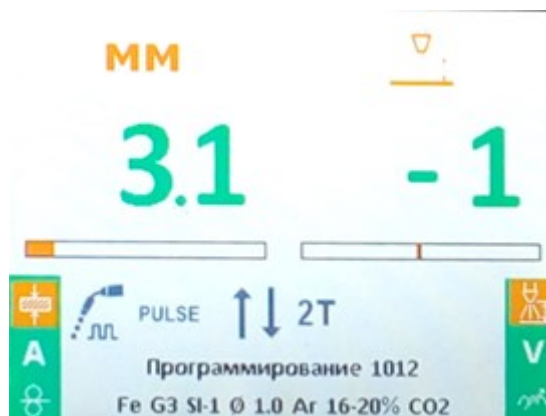 MM
3.1 - 1
PULSE 2T
A V
Программирование 1012
Fe G3 SI-1 Ø 1.0 Ar 16-20% CO2